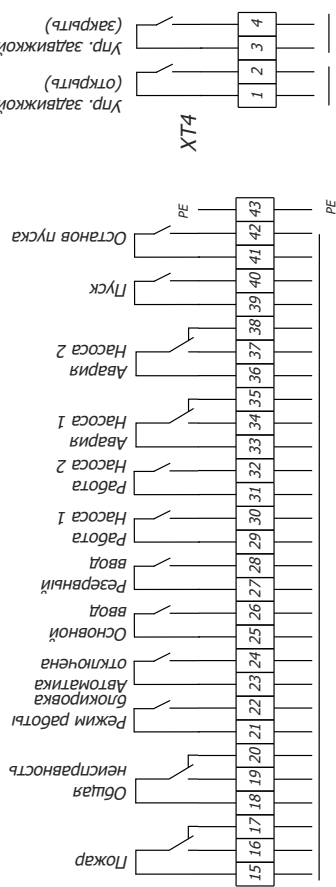 Пожар
15
16
17
Общая
неисправность
18
19
20
Режим работы
блокировка
21
22
Автоматика
отключена
23
24
Основной
ввод
25
26
Резервный
ввод
27
28
Работа
Насоса 1
29
30
Работа
Насоса 2
31
32
Авария
Насоса 1
33
34
35
Авария
Насоса 2
36
37
38
Пуск
39
40
Останов пуска
41
42
PE
43
PE
XT4
Упр. задвижкой
(открыть)
1
2
Упр. задвижкой
(закрыть)
3
4